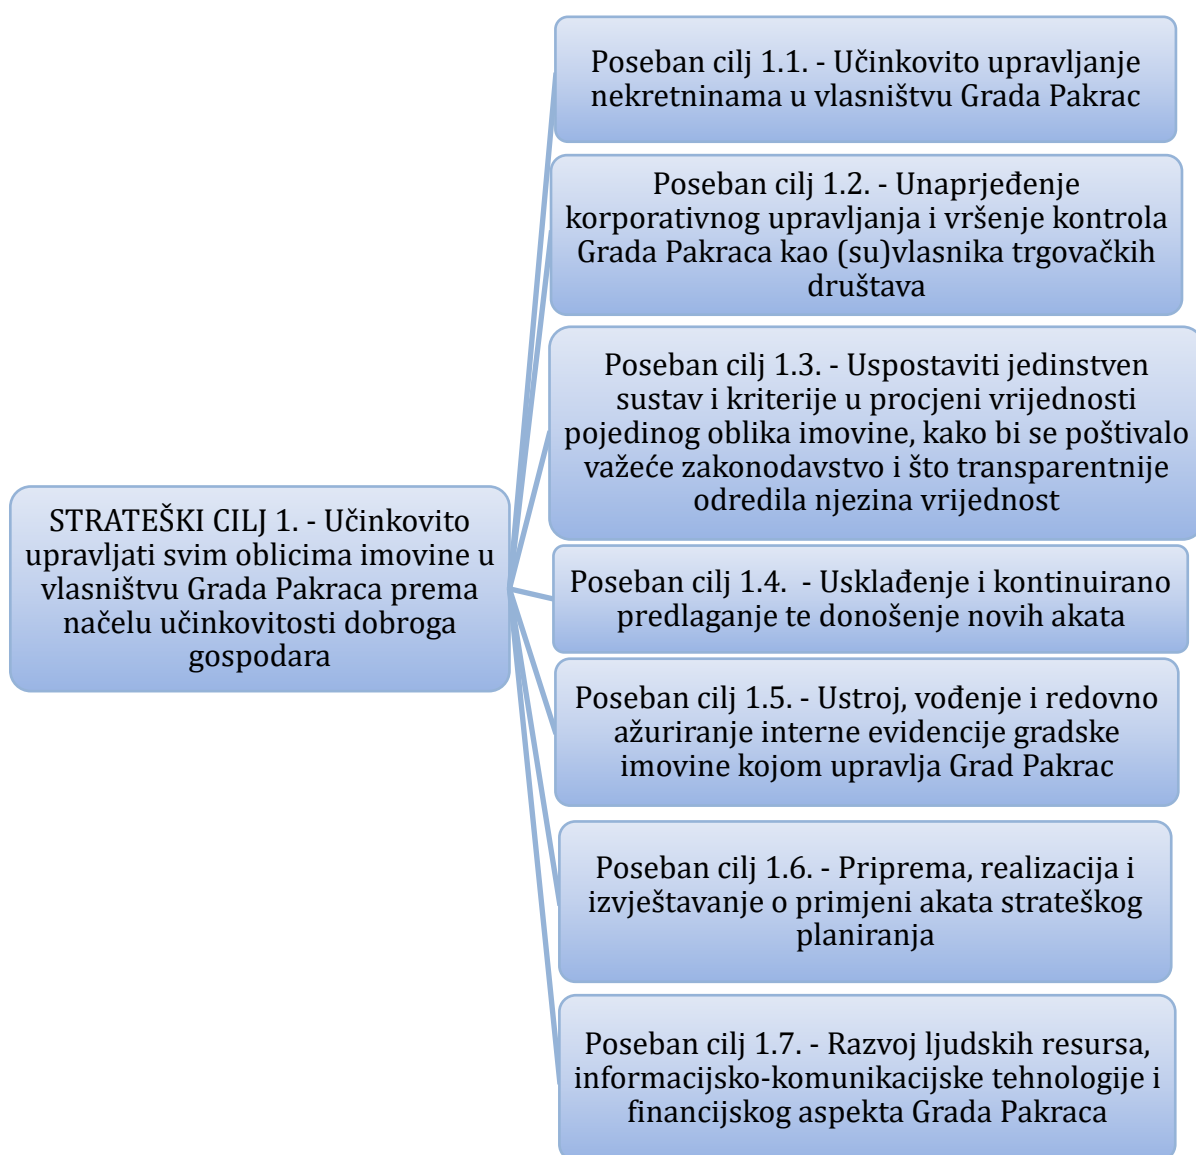 STRATEŠKI CILJ 1. - Učinkovito
upravljati svim oblicima imovine u
vlasništvu Grada Pakraca prema
načelu učinkovitosti dobroga
gospodara
Poseban cilj 1.1. - Učinkovito upravljanje
nekretninama u vlasništvu Grada Pakrac
Poseban cilj 1.2. - Unaprjeđenje
korporativnog upravljanja i vršenje kontrola
Grada Pakraca kao (su)vlasnika trgovačkih
društava
Poseban cilj 1.3. - Uspostaviti jedinstven
sustav i kriterije u procjeni vrijednosti
pojedinog oblika imovine, kako bi se poštivalo
važeće zakonodavstvo i što transparentnije
odredila njezina vrijednost
Poseban cilj 1.4.  - Usklađenje i kontinuirano
predlaganje te donošenje novih akata
Poseban cilj 1.5. - Ustroj, vođenje i redovno
ažuriranje interne evidencije gradske
imovine kojom upravlja Grad Pakrac
Poseban cilj 1.6. - Priprema, realizacija i
izvještavanje o primjeni akata strateškog
planiranja
Poseban cilj 1.7. - Razvoj ljudskih resursa,
informacijsko-komunikacijske tehnologije i
financijskog aspekta Grada Pakraca